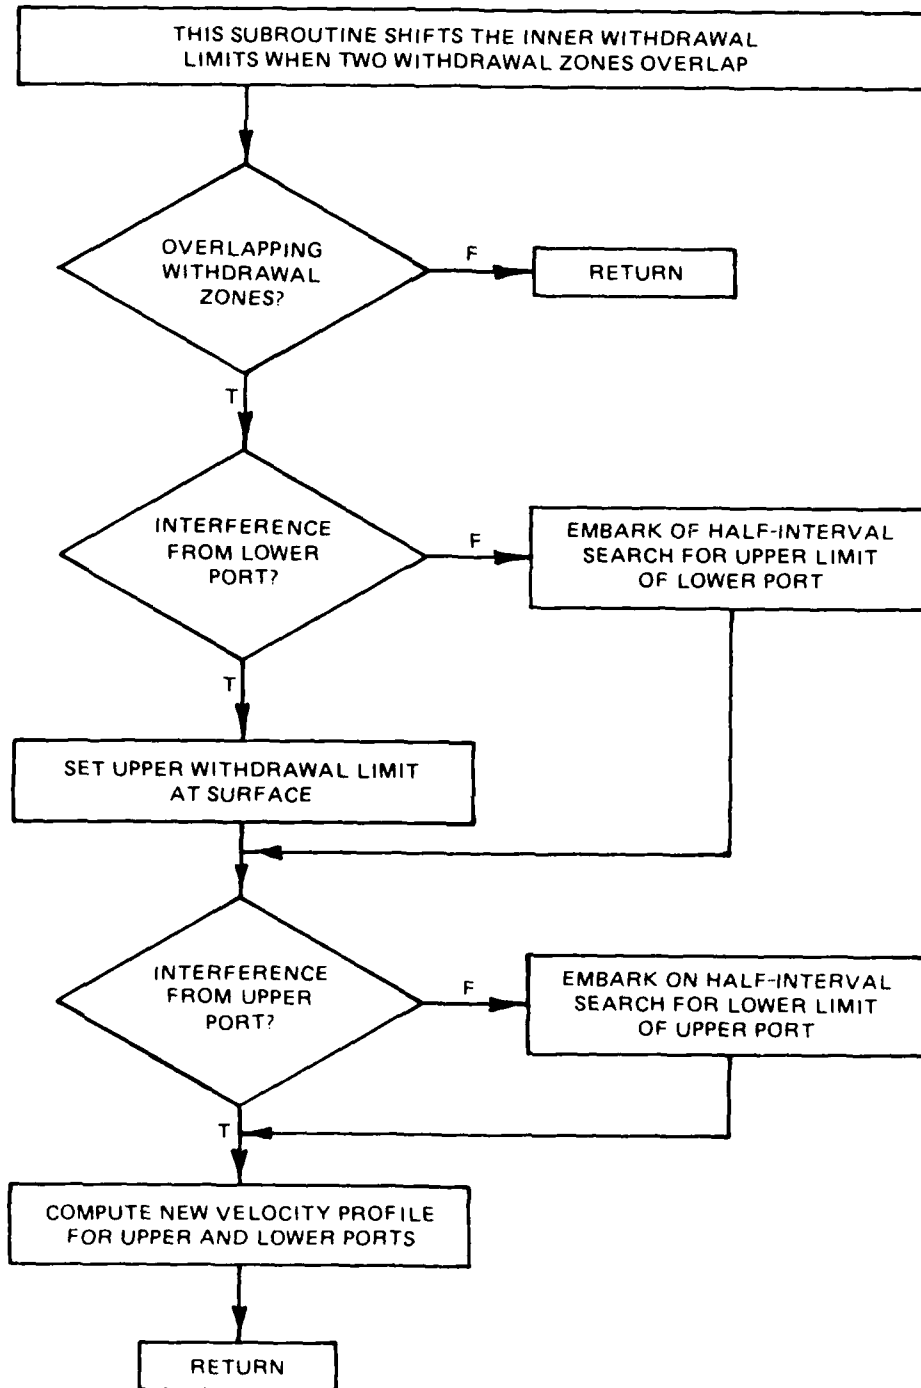 THIS SUBROUTINE SHIFTS THE INNER WITHDRAWAL
LIMITS WHEN TWO WITHDRAWAL ZONES OVERLAP
OVERLAPPING
WITHDRAWAL
ZONES?
F
RETURN
T
INTERFERENCE
FROM LOWER
PORT?
F
EMBARK OF HALF-INTERVAL
SEARCH FOR UPPER LIMIT
OF LOWER PORT
T
SET UPPER WITHDRAWAL LIMIT
AT SURFACE
INTERFERENCE
FROM UPPER
PORT?
F
EMBARK ON HALF-INTERVAL
SEARCH FOR LOWER LIMIT
OF UPPER PORT
T
COMPUTE NEW VELOCITY PROFILE
FOR UPPER AND LOWER PORTS
RETURN